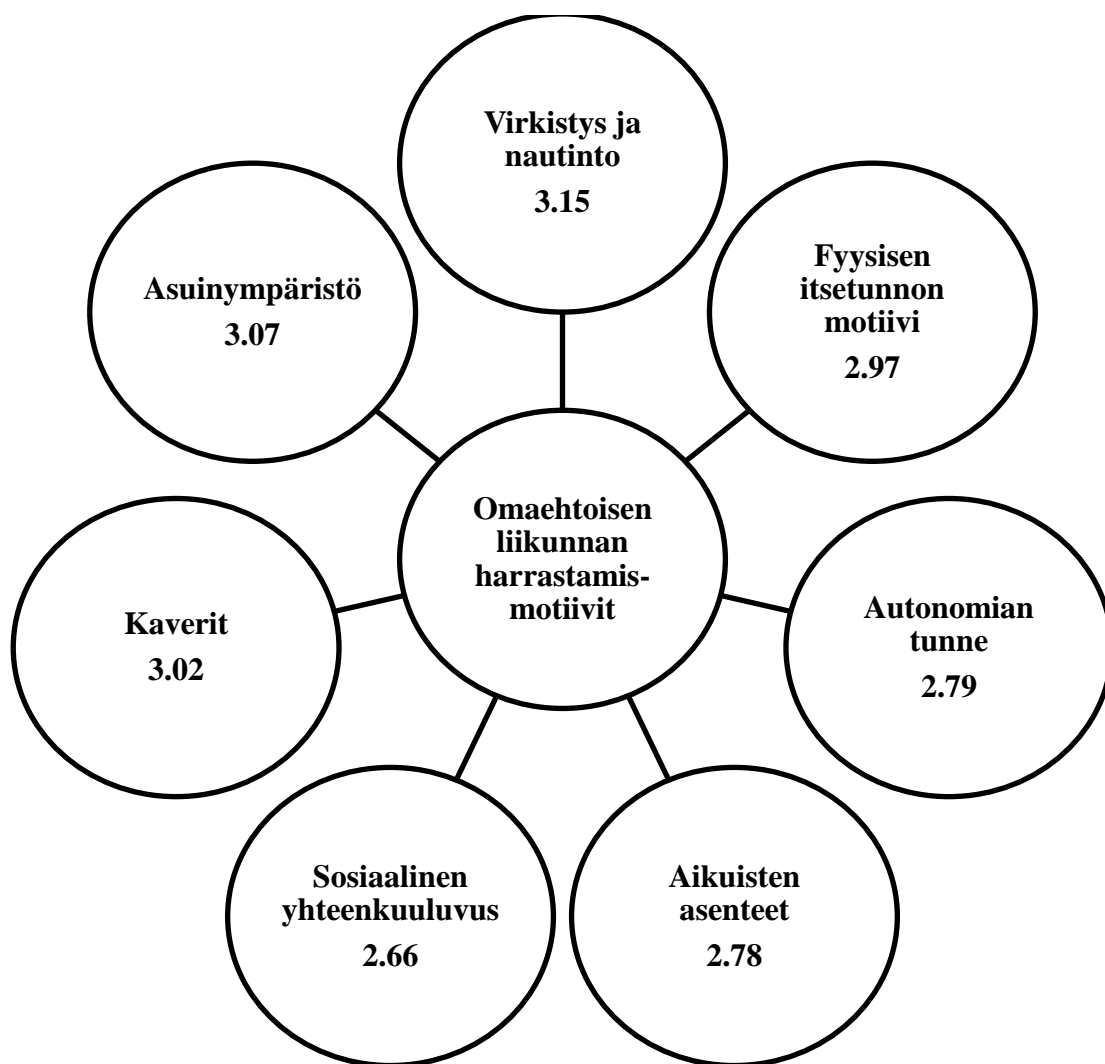 Virkistys ja
nautinto
3.15
Fyysisen
itsetunnon
motiivi
2.97
Autonomian
tunne
2.79
Aikuisten
asenteet
2.78
Sosiaalinen
yhteenkuuluvus
2.66
Kaverit
3.02
Asuinympäristö
3.07
Omaehtoisen
liikunnan
harrastamis-
motiivit